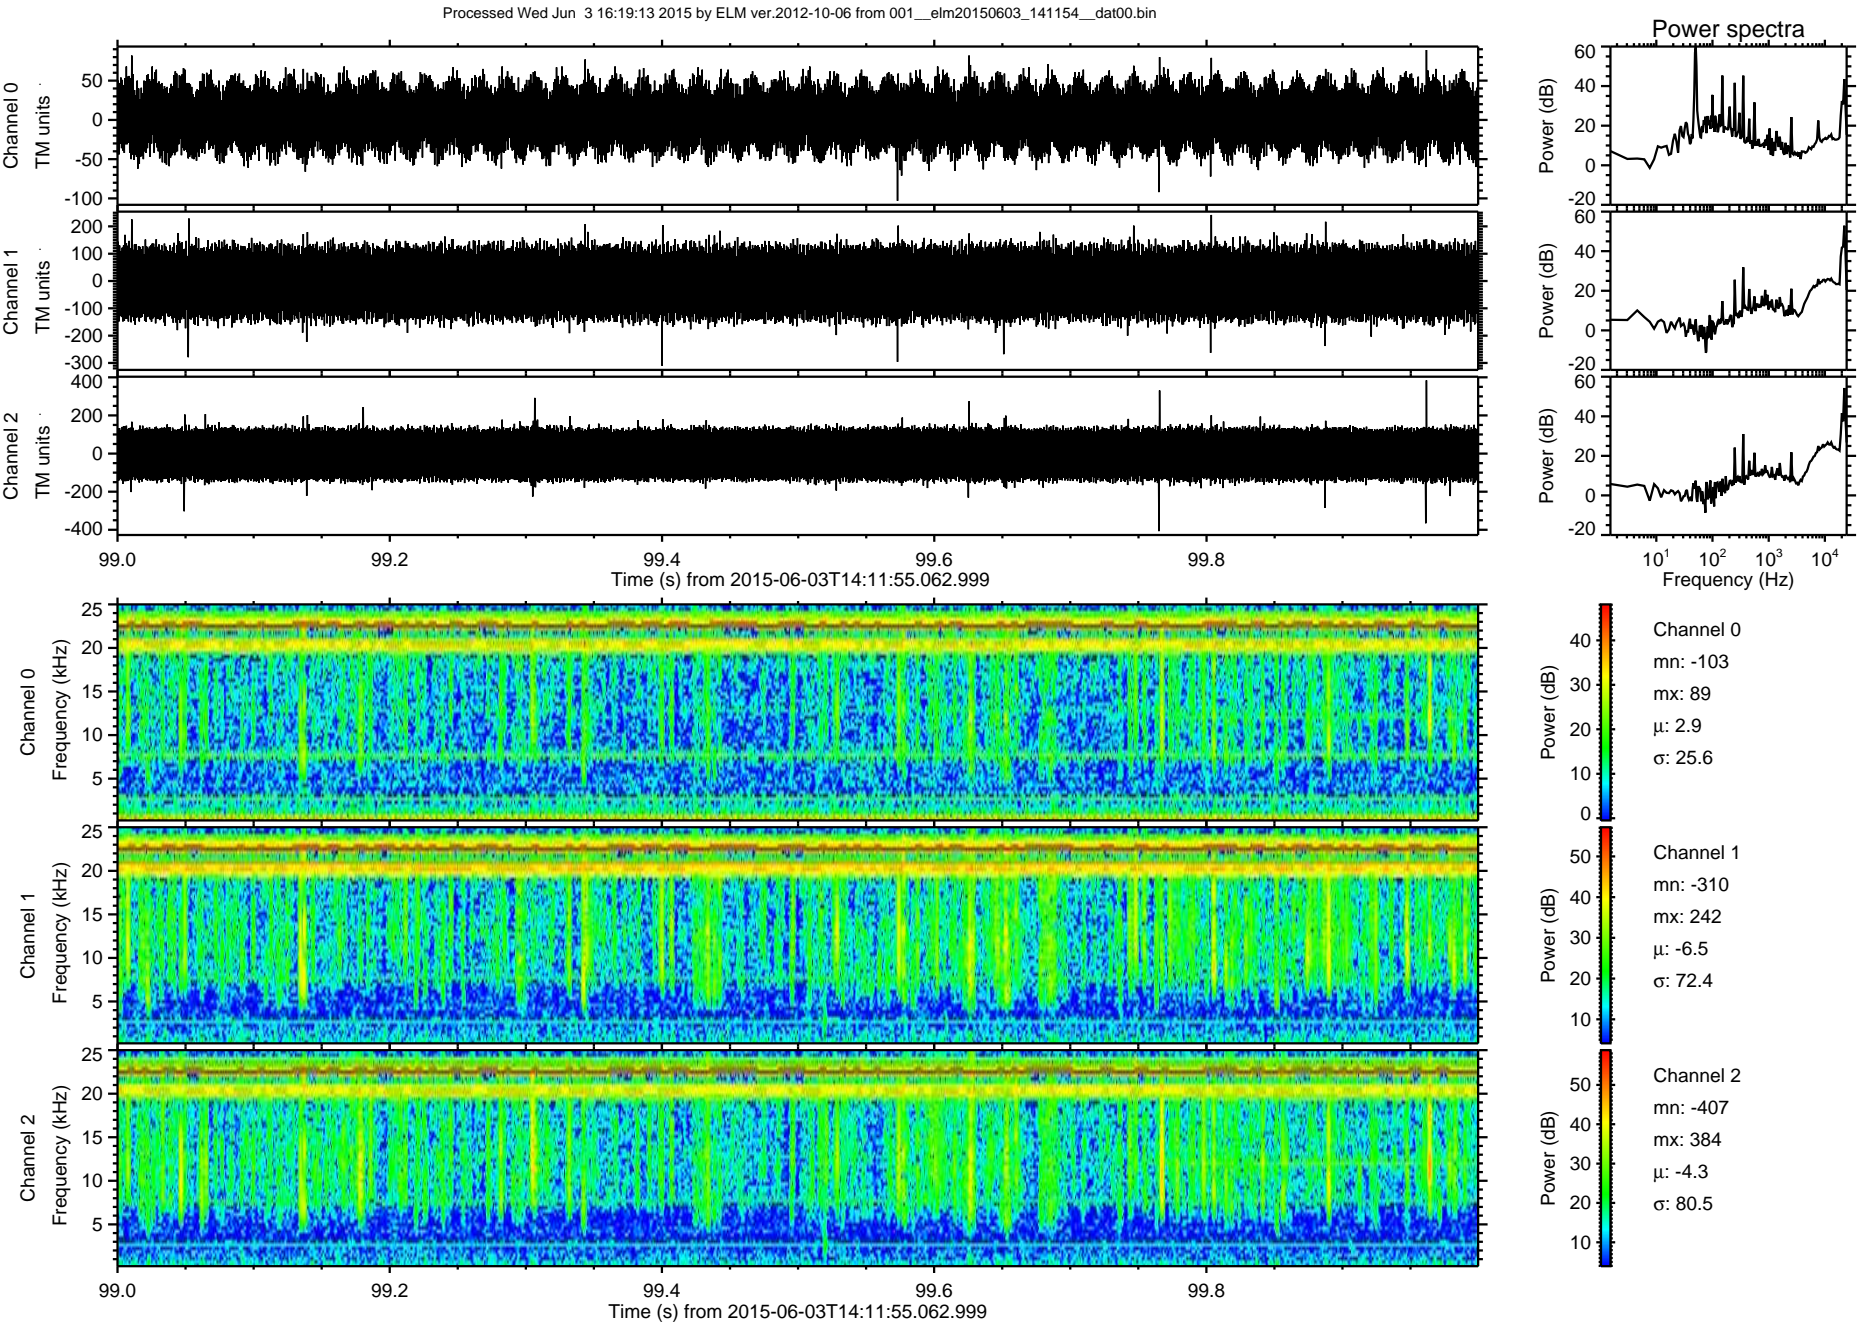 Processed Wed Jun  3 16:19:13 2015 by ELM ver.2012-10-06 from 001__elm20150603_141154__dat00.bin
Power spectra
Channel 0
TM units
50
0
-50
-100
Power (dB)
60
40
20
0
-20
Channel 1
TM units
200
100
0
-100
-200
-300
Power (dB)
60
40
20
0
-20
Channel 2
TM units
400
200
0
-200
-400
Power (dB)
60
40
20
0
-20
99.0 99.2 99.4 99.6 99.8
Time (s) from 2015-06-03T14:11:55.062.999
10^1 10^2 10^3 10^4
Frequency (Hz)
Channel 0
Frequency (kHz)
25
20
15
10
5
Power (dB)
40
30
20
10
0
Channel 0
mn: -103
mx: 89
μ: 2.9
σ: 25.6
Channel 1
Frequency (kHz)
25
20
15
10
5
Power (dB)
50
40
30
20
10
Channel 1
mn: -310
mx: 242
μ: -6.5
σ: 72.4
Channel 2
Frequency (kHz)
25
20
15
10
5
Power (dB)
50
40
30
20
10
Channel 2
mn: -407
mx: 384
μ: -4.3
σ: 80.5
99.0 99.2 99.4 99.6 99.8
Time (s) from 2015-06-03T14:11:55.062.999